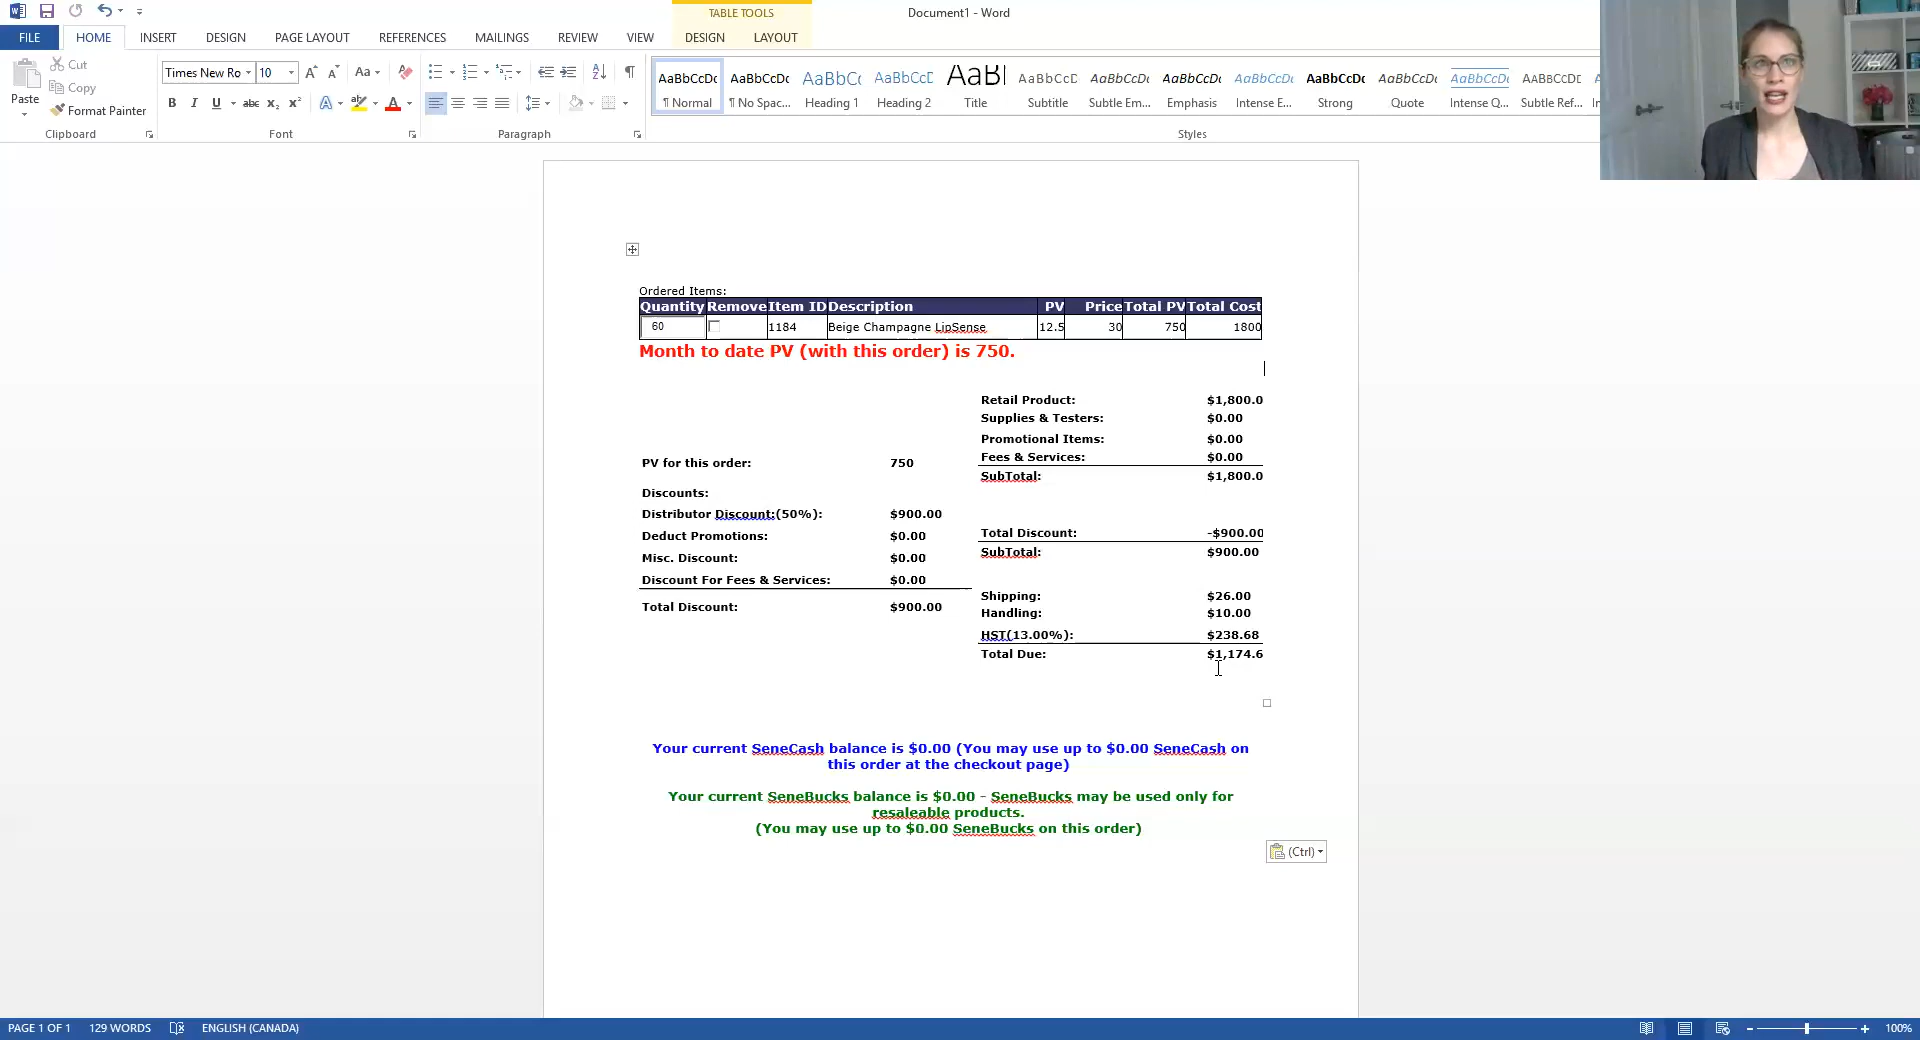 TABLE TOOLS
Document1 - Word
FILE
HOME
INSERT
DESIGN
PAGE LAYOUT
REFERENCES
MAILINGS
REVIEW
VIEW
DESIGN
LAYOUT
Paste
Cut
Copy
Format Painter
Clipboard
Times New Ro
10
Font
Paragraph
AaBbCcDc
¶ Normal
AaBbCcDc
¶ No Spac...
AaBbCc
Heading 1
AaBbCcD
Heading 2
AaBl
Title
AaBbCcD
Subtitle
AaBbCcDc
Subtle Em...
AaBbCcDc
Emphasis
AaBbCcDc
Intense E...
AaBbCcDc
Strong
AaBbCcDc
Quote
AaBbCcDc
Intense Q...
AABBCCDC
Subtle Ref...
Styles
Ordered Items:
Quantity Remove Item ID Description PV Price Total PV Total Cost
60 1184 Beige Champagne LipSense 12.5 30 750 1800
Month to date PV (with this order) is 750.
PV for this order: 750
Discounts:
Distributor Discount:(50%): $900.00
Deduct Promotions: $0.00
Misc. Discount: $0.00
Discount For Fees & Services: $0.00
Total Discount: $900.00
Retail Product: $1,800.0
Supplies & Testers: $0.00
Promotional Items: $0.00
Fees & Services: $0.00
SubTotal: $1,800.0
Total Discount: -$900.00
SubTotal: $900.00
Shipping: $26.00
Handling: $10.00
HST(13.00%): $238.68
Total Due: $1,174.6
Your current SeneCash balance is $0.00 (You may use up to $0.00 SeneCash on
this order at the checkout page)
Your current SeneBucks balance is $0.00 - SeneBucks may be used only for
resaleable products.
(You may use up to $0.00 SeneBucks on this order)
(Ctrl)
PAGE 1 OF 1
129 WORDS
ENGLISH (CANADA)
100%